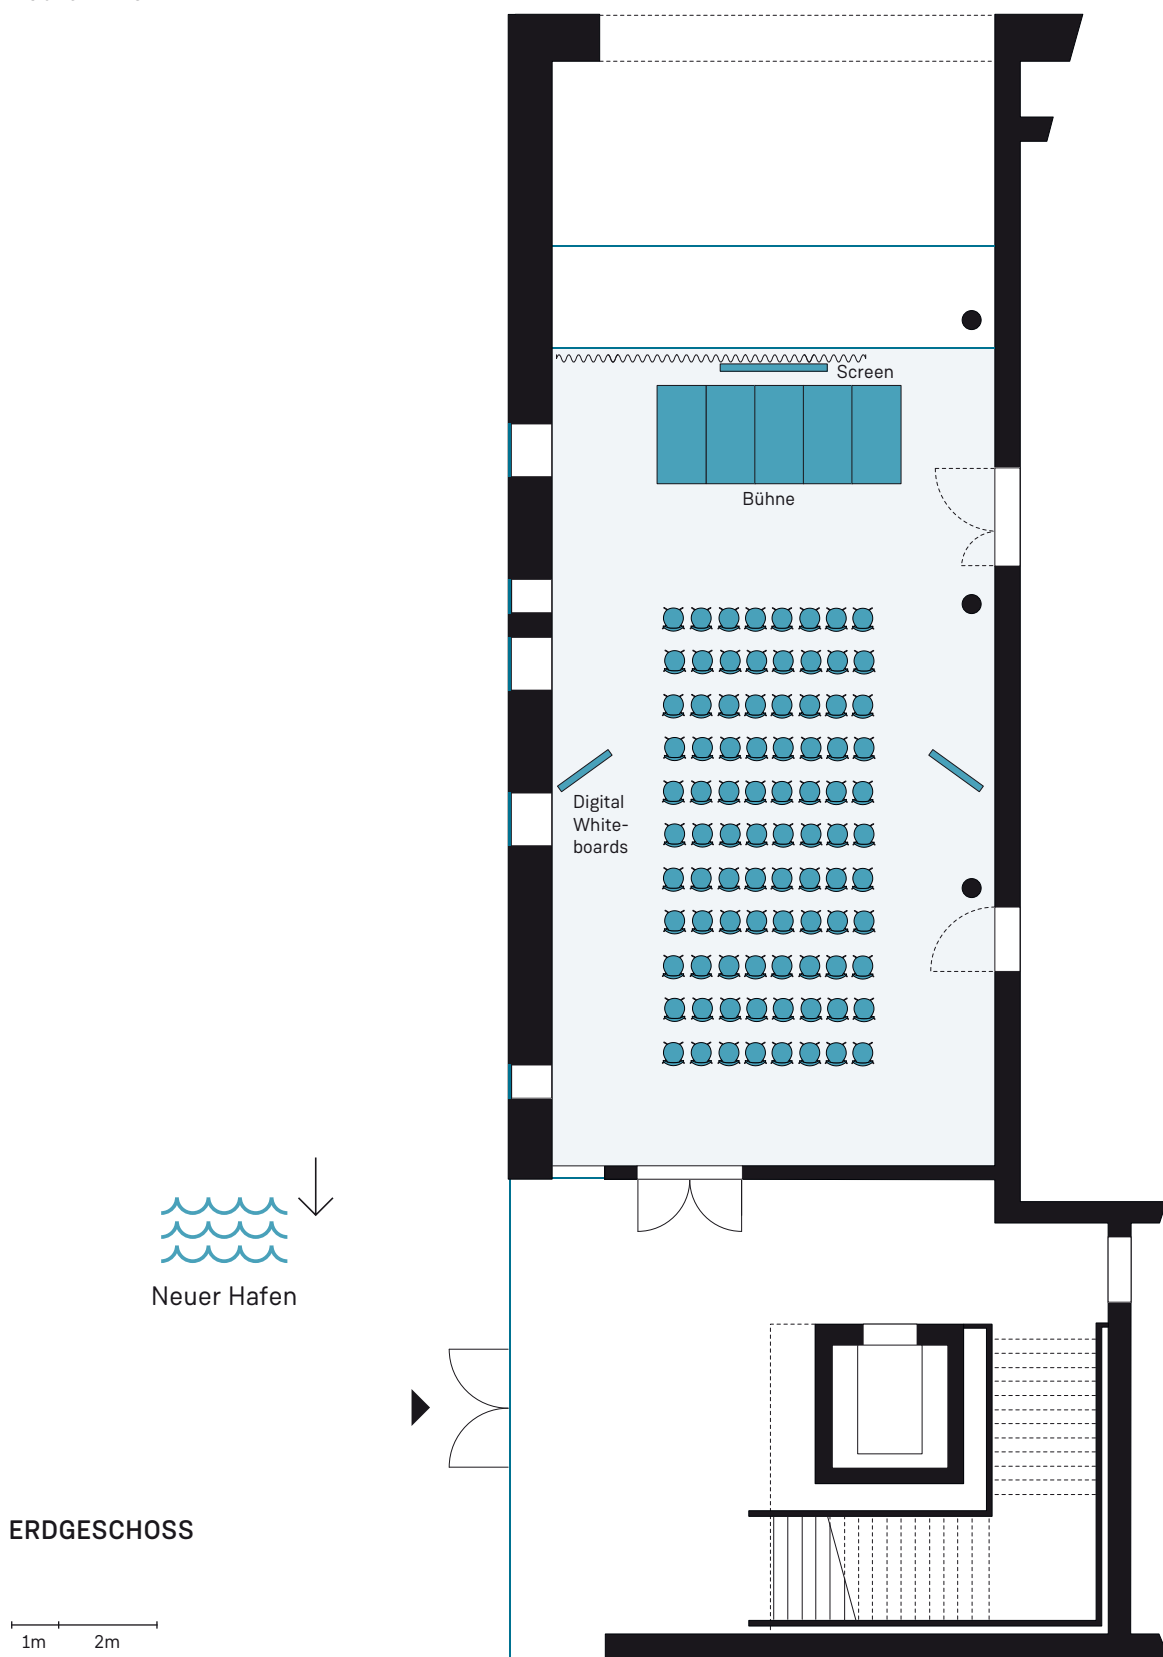 Screen
Bühne
Digital
White-
boards
Neuer Hafen
ERDGESCHOSS
1m 2m